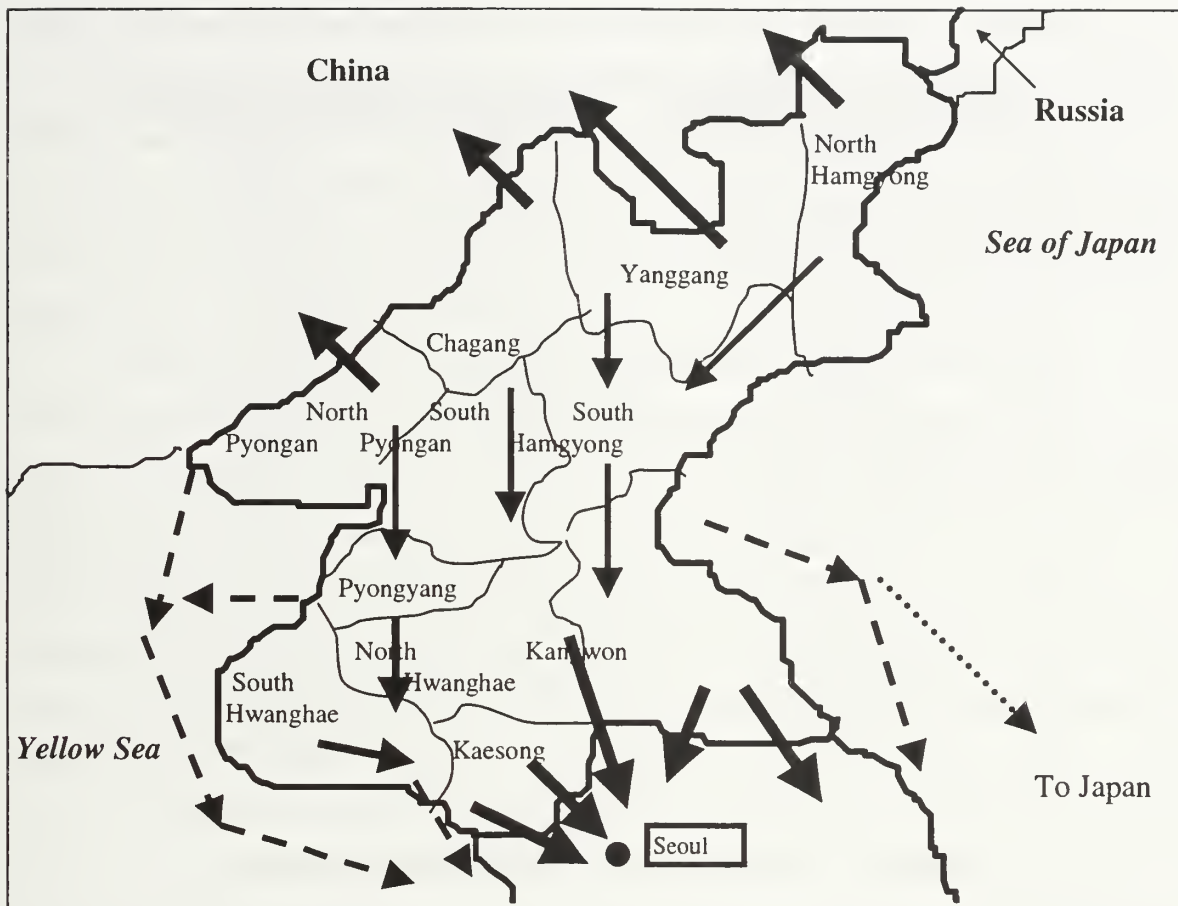 China
Russia
North
Hamgyong
Sea of Japan
Yanggang
Chagang
North
Pyongan
South
Pyongan
South
Hamgyong
Pyongyang
North
Hwanghae
Kangwon
South
Hwanghae
Yellow Sea
Kaesong
To Japan
Seoul